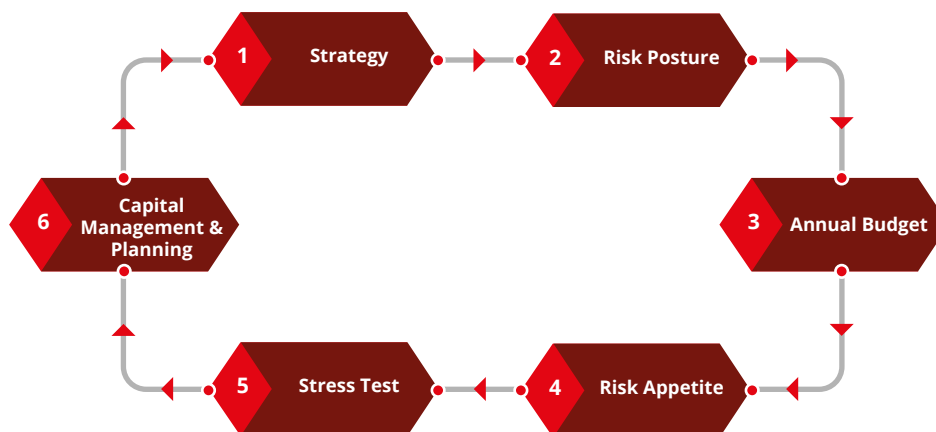 1
Strategy
2
Risk Posture
3
Annual Budget
4
Risk Appetite
5
Stress Test
6
Capital
Management &
Planning